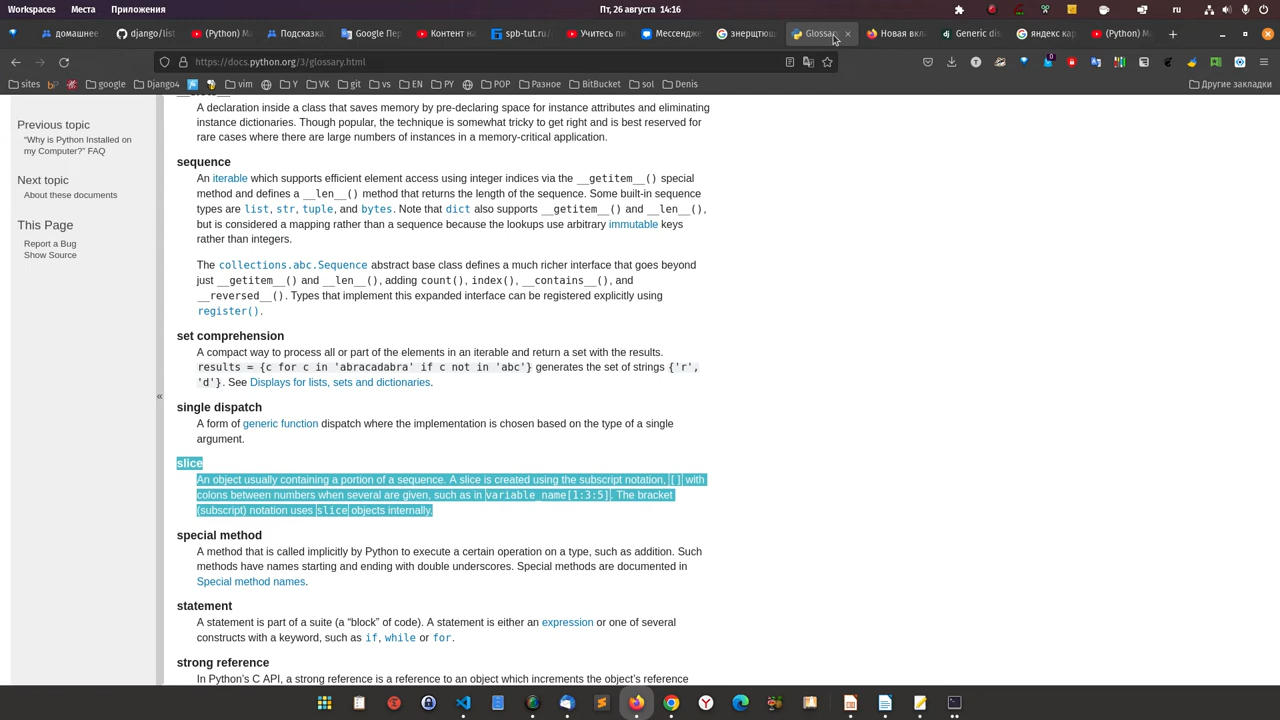 Workspaces Места Приложения Пт, 26 августа 14:16 ru
домашнее django/list (Python) Ма Подсказка. Google Пер Контент на spb-tut.ru/ Учитесь пи Мессендже знерщтющ Glossary Новая вкл Generic dis яндекс кар (Python) Ma
https://docs.python.org/3/glossary.html
sites google Django4 vim Y VK git vs EN PY POP Разное BitBucket sol Denis Другие закладки
A declaration inside a class that saves memory by pre-declaring space for instance attributes and eliminating
instance dictionaries. Though popular, the technique is somewhat tricky to get right and is best reserved for
rare cases where there are large numbers of instances in a memory-critical application.
Previous topic
“Why is Python Installed on
my Computer?” FAQ
Next topic
About these documents
This Page
Report a Bug
Show Source
«
sequence
An iterable which supports efficient element access using integer indices via the __getitem__() special
method and defines a __len__() method that returns the length of the sequence. Some built-in sequence
types are list, str, tuple, and bytes. Note that dict also supports __getitem__() and __len__(),
but is considered a mapping rather than a sequence because the lookups use arbitrary immutable keys
rather than integers.
The collections.abc.Sequence abstract base class defines a much richer interface that goes beyond
just __getitem__() and __len__(), adding count(), index(), __contains__(), and
__reversed__(). Types that implement this expanded interface can be registered explicitly using
register().
set comprehension
A compact way to process all or part of the elements in an iterable and return a set with the results.
results = {c for c in 'abracadabra' if c not in 'abc'} generates the set of strings {'r',
'd'}. See Displays for lists, sets and dictionaries.
single dispatch
A form of generic function dispatch where the implementation is chosen based on the type of a single
argument.
slice
An object usually containing a portion of a sequence. A slice is created using the subscript notation, [] with
colons between numbers when several are given, such as in variable_name[1:3:5]. The bracket
(subscript) notation uses slice objects internally.
special method
A method that is called implicitly by Python to execute a certain operation on a type, such as addition. Such
methods have names starting and ending with double underscores. Special methods are documented in
Special method names.
statement
A statement is part of a suite (a “block” of code). A statement is either an expression or one of several
constructs with a keyword, such as if, while or for.
strong reference
In Python's C API, a strong reference is a reference to an object which increments the object's reference